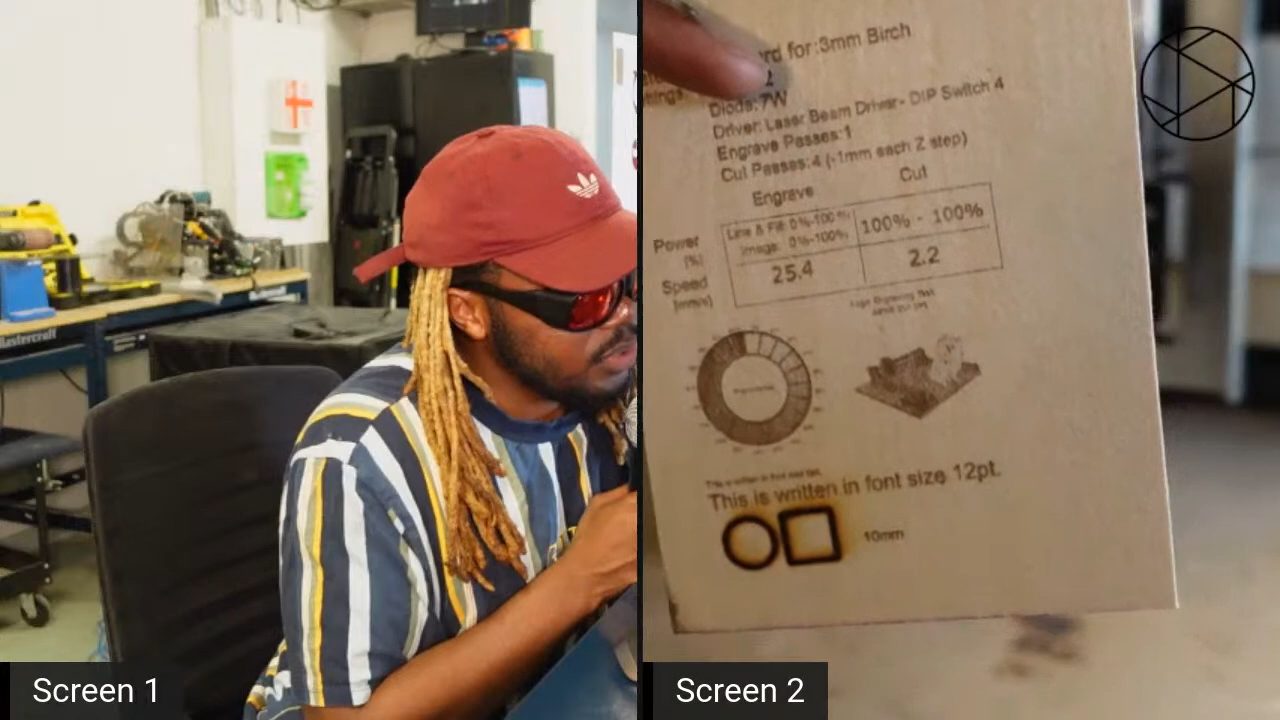 Mastercraft
Screen 1
rd for:3mm Birch
Diode:7W
Driver: Laser Beam Driver- DIP Switch 4
Engrave Passes:1
Cut Passes:4 (-1mm each Z step)
Engrave Cut
Power (%) Line & Fill: 0%-100% Image: 0%-100% 100% - 100%
Speed (mm/s) 25.4 2.2
This is written in font size 12pt.
10mm
Screen 2